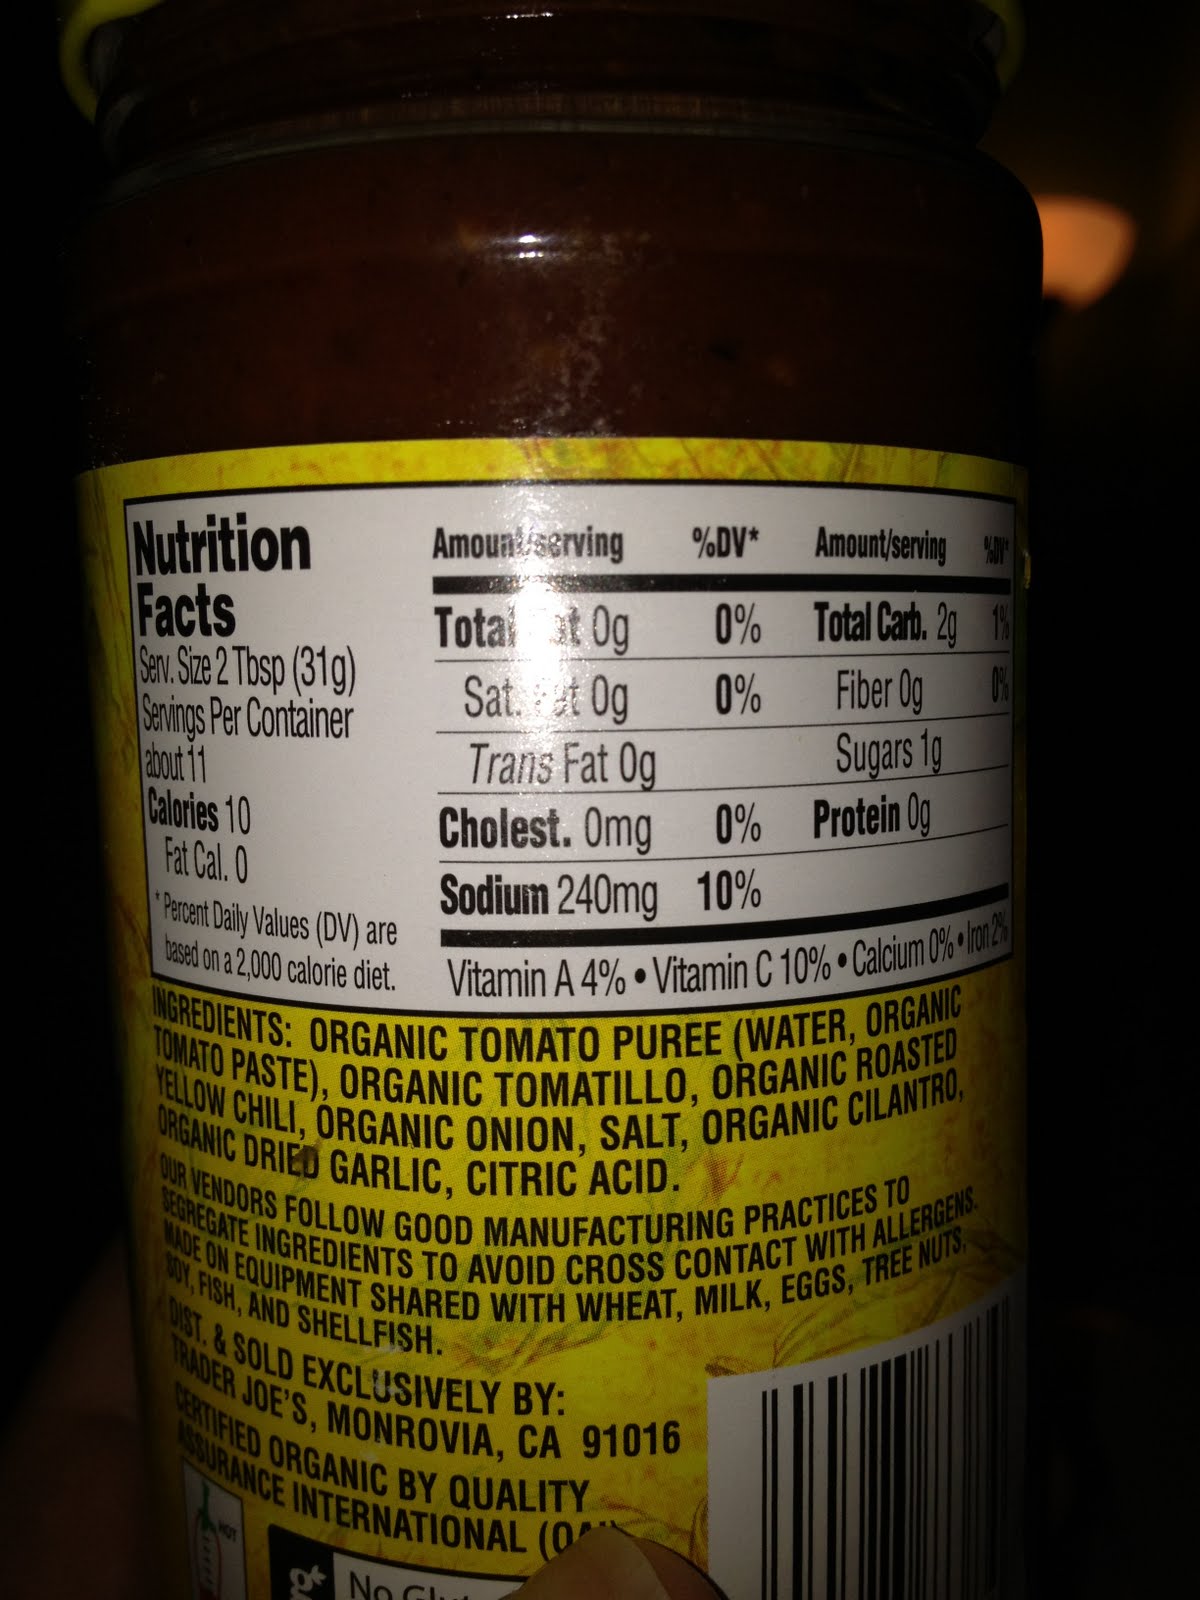 Nutrition
Facts
Serv. Size 2 Tbsp (31g)
Servings Per Container
about 11
Calories 10
Fat Cal. 0
* Percent Daily Values (DV) are
based on a 2,000 calorie diet.
Amount/serving %DV* Amount/serving %DV*
Total Fat 0g 0% Total Carb. 2g 1%
Sat. Fat 0g 0% Fiber 0g 0%
Trans Fat 0g Sugars 1g
Cholest. 0mg 0% Protein 0g
Sodium 240mg 10%
Vitamin A 4% • Vitamin C 10% • Calcium 0% • Iron 2%
INGREDIENTS: ORGANIC TOMATO PUREE (WATER, ORGANIC
TOMATO PASTE), ORGANIC TOMATILLO, ORGANIC ROASTED
YELLOW CHILI, ORGANIC ONION, SALT, ORGANIC CILANTRO,
ORGANIC DRIED GARLIC, CITRIC ACID.
OUR VENDORS FOLLOW GOOD MANUFACTURING PRACTICES TO
SEGREGATE INGREDIENTS TO AVOID CROSS CONTACT WITH ALLERGENS.
MADE ON EQUIPMENT SHARED WITH WHEAT, MILK, EGGS, TREE NUTS,
SOY, FISH, AND SHELLFISH.
DIST. & SOLD EXCLUSIVELY BY:
TRADER JOE'S, MONROVIA, CA 91016
CERTIFIED ORGANIC BY QUALITY
ASSURANCE INTERNATIONAL
HOT
No